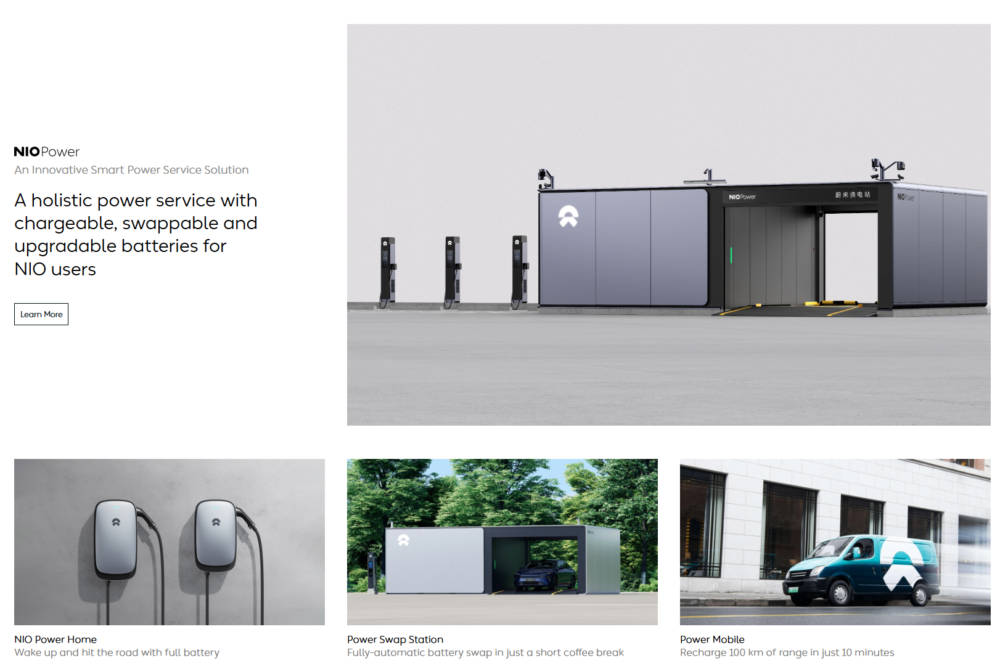 NIOPower
An Innovative Smart Power Service Solution
A holistic power service with
chargeable, swappable and
upgradable batteries for
NIO users
Learn More
NIOPower
蔚来换电站
NIOPower
NIO Power Home
Wake up and hit the road with full battery
Power Swap Station
Fully-automatic battery swap in just a short coffee break
Power Mobile
Recharge 100 km of range in just 10 minutes